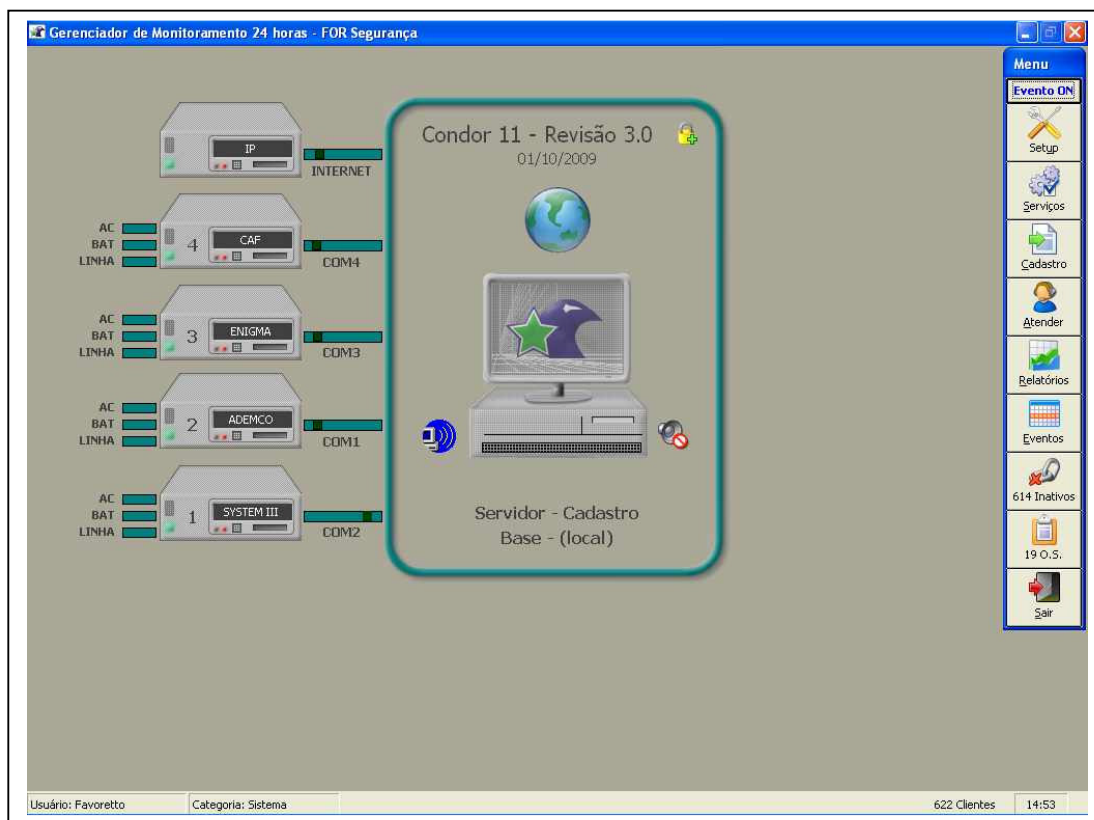 Gerenciador de Monitoramento 24 horas - FOR Segurança
IP
INTERNET
AC
BAT
LINHA
4
CAF
COM4
AC
BAT
LINHA
3
ENIGMA
COM3
AC
BAT
LINHA
2
ADEMCO
COM1
AC
BAT
LINHA
1
SYSTEM III
COM2
Condor 11 - Revisão 3.0
01/10/2009
Servidor - Cadastro
Base - (local)
Menu
Evento ON
Setup
Serviços
Cadastro
Atender
Relatórios
Eventos
614 Inativos
19 O.S.
Sair
Usuário: Favoretto
Categoria: Sistema
622 Clientes
14:53